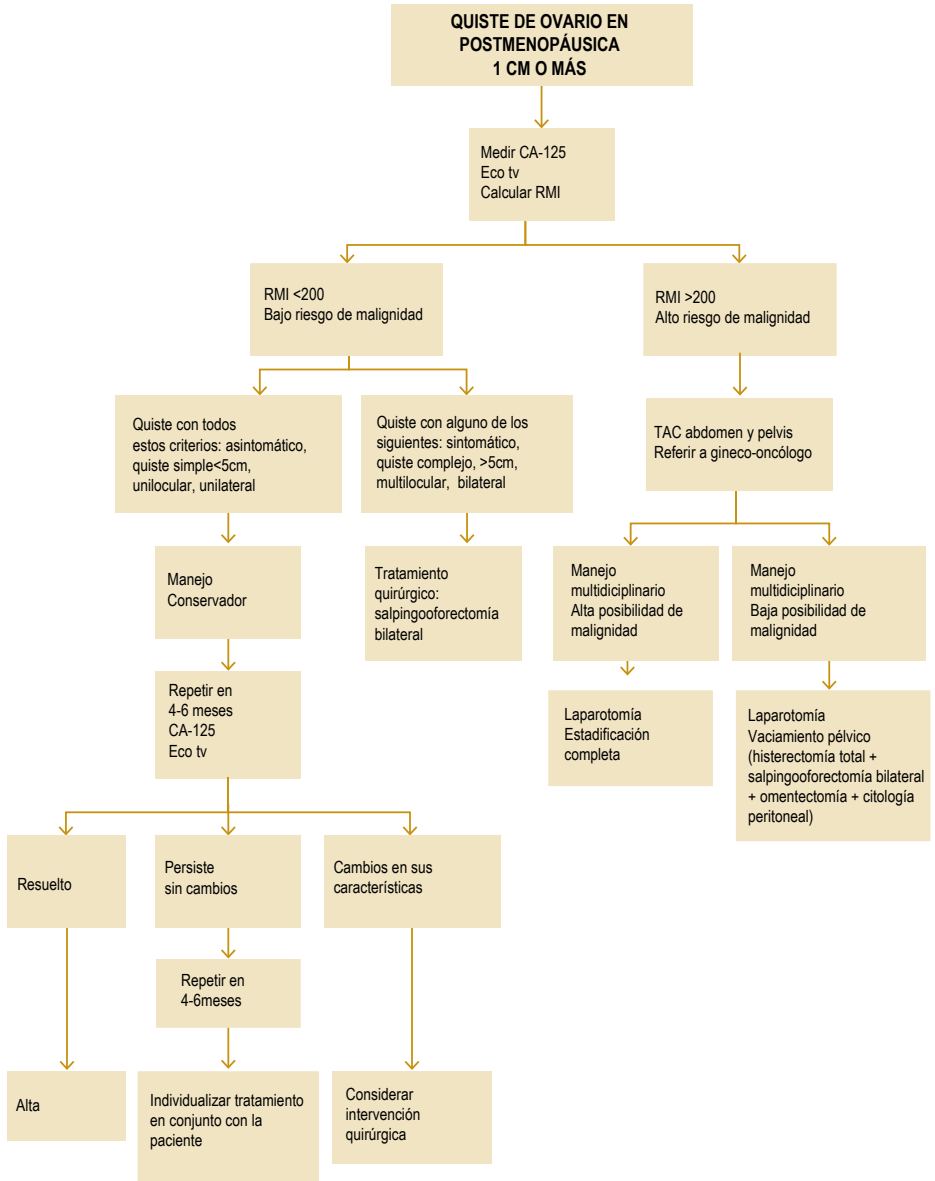 QUISTE DE OVARIO EN
POSTMENOPÁUSICA
1 CM O MÁS
Medir CA-125
Eco tv
Calcular RMI
RMI <200
Bajo riesgo de malignidad
RMI >200
Alto riesgo de malignidad
Quiste con todos
estos criterios: asintomático,
quiste simple<5cm,
unilocular, unilateral
Quiste con alguno de los
siguientes: sintomático,
quiste complejo, >5cm,
multilocular, bilateral
TAC abdomen y pelvis
Referir a gineco-oncólogo
Manejo
Conservador
Tratamiento
quirúrgico:
salpingooforectomía
bilateral
Manejo
multidiciplinario
Alta posibilidad de
malignidad
Manejo
multidiciplinario
Baja posibilidad de
malignidad
Repetir en
4-6 meses
CA-125
Eco tv
Laparotomía
Estadificación
completa
Laparotomía
Vaciamiento pélvico
(histerectomía total +
salpingooforectomía bilateral
+ omentectomía + citología
peritoneal)
Resuelto
Persiste
sin cambios
Cambios en sus
características
Repetir en
4-6meses
Alta
Individualizar tratamiento
en conjunto con la
paciente
Considerar
intervención
quirúrgica